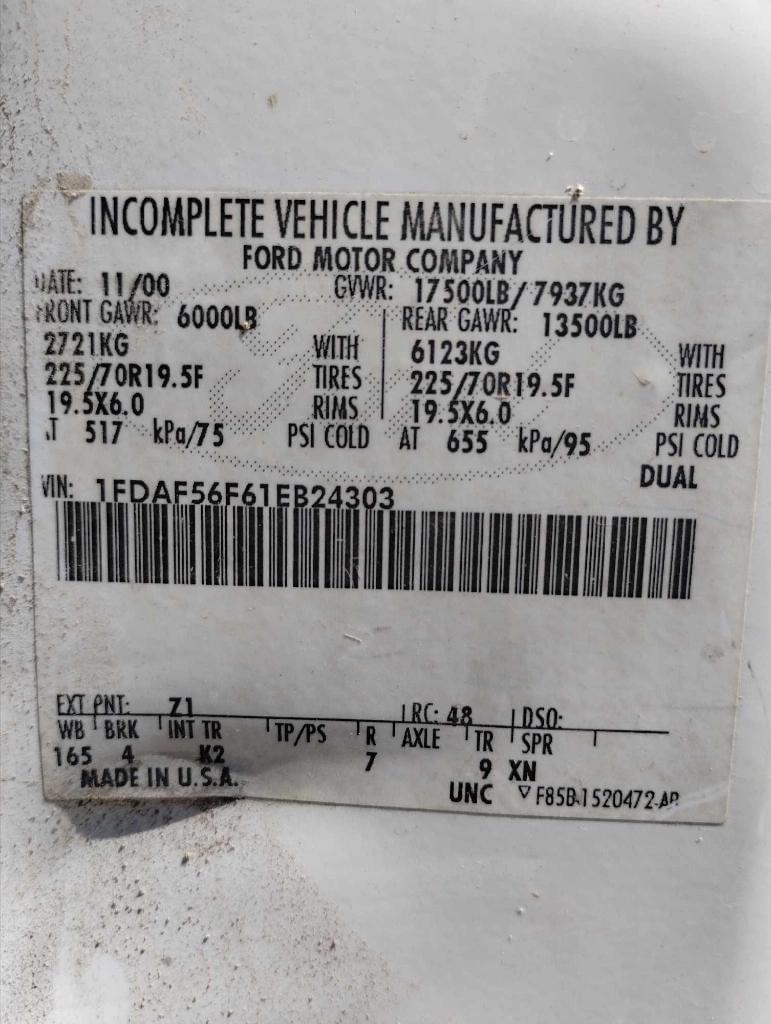 INCOMPLETE VEHICLE MANUFACTURED BY
FORD MOTOR COMPANY
DATE: 11/00 GVWR: 17500LB/7937KG
FRONT GAWR: 6000LB REAR GAWR: 13500LB
2721KG WITH 6123KG WITH
225/70R19.5F TIRES 225/70R19.5F TIRES
19.5X6.0 RIMS 19.5X6.0 RIMS
AT 517 kPa/75 PSI COLD AT 655 kPa/95 PSI COLD
DUAL
VIN: 1FDAF56F61EB24303
EXT PNT: Z1 RC: 48 DSO:
WB BRK INT TR TP/PS R AXLE TR SPR
165 4 K2 7 9 XN
MADE IN U.S.A. UNC F85B-1520472-AB